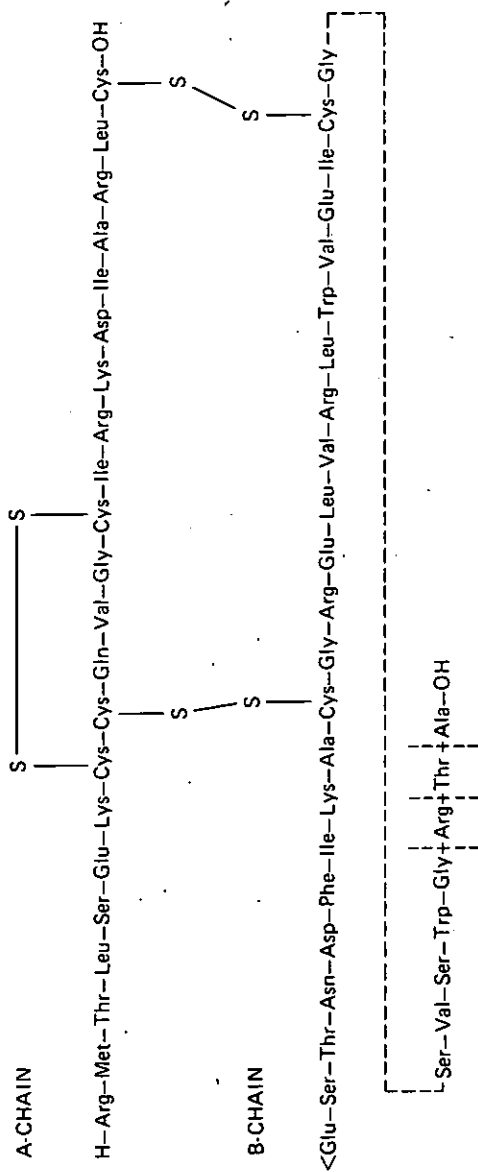 A-CHAIN
S S
H–Arg–Met–Thr–Leu–Ser–Glu–Lys–Cys–Cys–Gln–Val–Gly–Cys–Ile–Arg–Lys–Asp–Ile–Ala–Arg–Leu–Cys–OH
S S
S S
B-CHAIN
<Glu–Ser–Thr–Asn–Asp–Phe–Ile–Lys–Ala–Cys–Gly–Arg–Glu–Leu–Val–Arg–Leu–Trp–Val–Glu–Ile–Cys–Gly
Ser–Val–Ser–Trp–Gly+Arg+Thr+Ala–OH